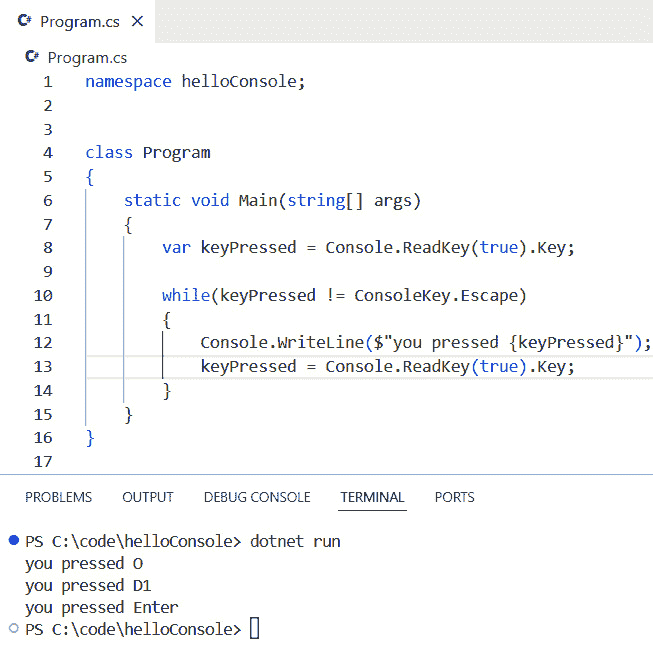 C# Program.cs ×
C# Program.cs
1 namespace helloConsole;
2
3
4 class Program
5 {
6 static void Main(string[] args)
7 {
8 var keyPressed = Console.ReadKey(true).Key;
9
10 while(keyPressed != ConsoleKey.Escape)
11 {
12 Console.WriteLine($"you pressed {keyPressed}");
13 keyPressed = Console.ReadKey(true).Key;
14 }
15 }
16 }
17
PROBLEMS OUTPUT DEBUG CONSOLE TERMINAL PORTS
PS C:\code\helloConsole> dotnet run
you pressed O
you pressed D1
you pressed Enter
PS C:\code\helloConsole>